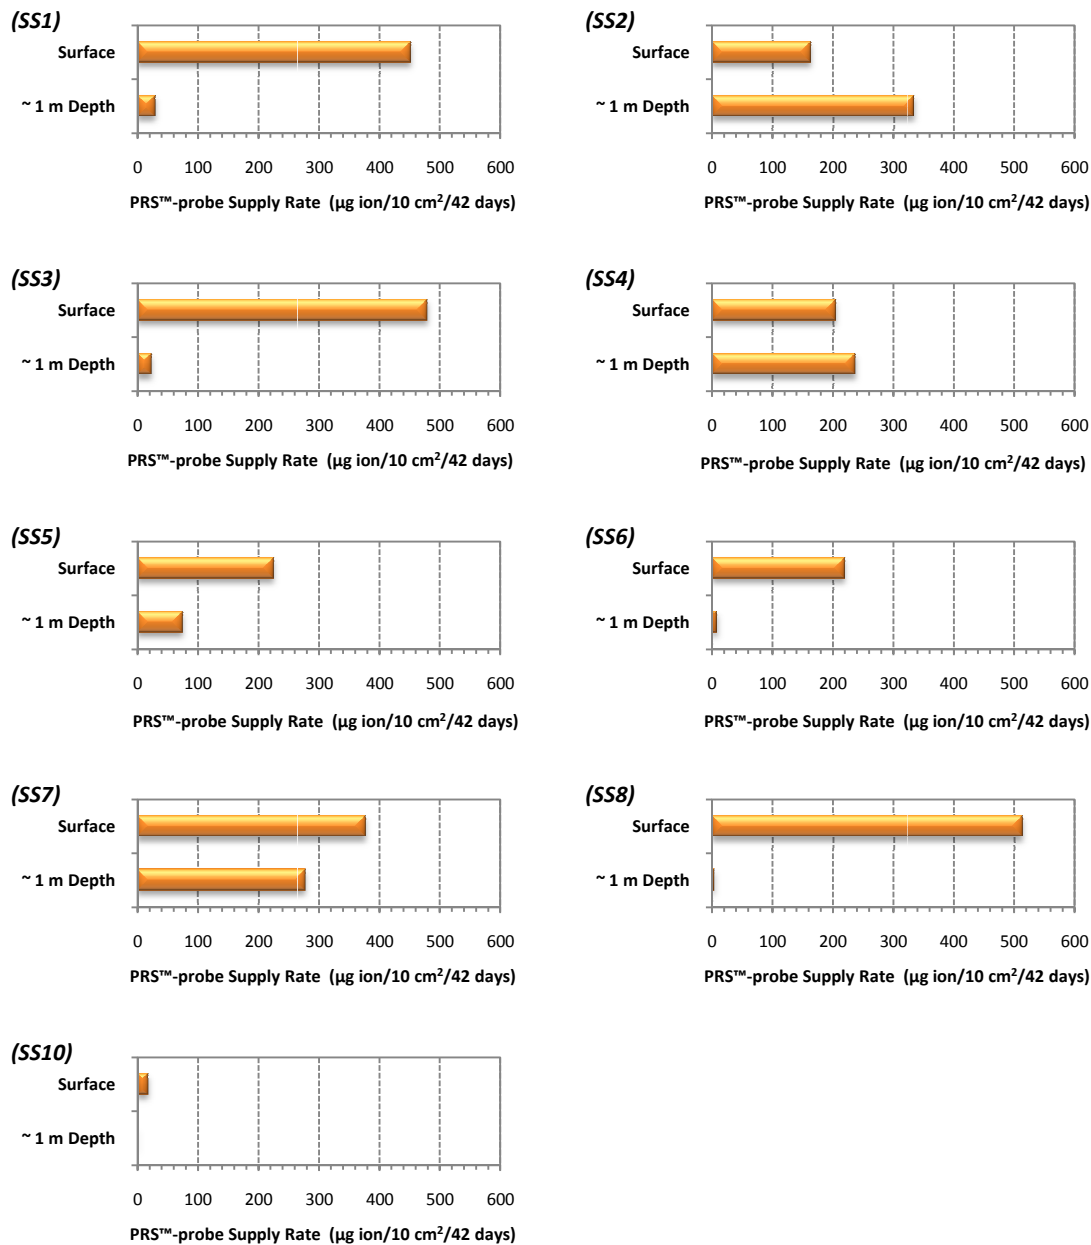 (SS1)
Surface
~ 1 m Depth
0 100 200 300 400 500 600
PRS™-probe Supply Rate (µg ion/10 cm²/42 days)
(SS2)
Surface
~ 1 m Depth
0 100 200 300 400 500 600
PRS™-probe Supply Rate (µg ion/10 cm²/42 days)
(SS3)
Surface
~ 1 m Depth
0 100 200 300 400 500 600
PRS™-probe Supply Rate (µg ion/10 cm²/42 days)
(SS4)
Surface
~ 1 m Depth
0 100 200 300 400 500 600
PRS™-probe Supply Rate (µg ion/10 cm²/42 days)
(SS5)
Surface
~ 1 m Depth
0 100 200 300 400 500 600
PRS™-probe Supply Rate (µg ion/10 cm²/42 days)
(SS6)
Surface
~ 1 m Depth
0 100 200 300 400 500 600
PRS™-probe Supply Rate (µg ion/10 cm²/42 days)
(SS7)
Surface
~ 1 m Depth
0 100 200 300 400 500 600
PRS™-probe Supply Rate (µg ion/10 cm²/42 days)
(SS8)
Surface
~ 1 m Depth
0 100 200 300 400 500 600
PRS™-probe Supply Rate (µg ion/10 cm²/42 days)
(SS10)
Surface
~ 1 m Depth
0 100 200 300 400 500 600
PRS™-probe Supply Rate (µg ion/10 cm²/42 days)